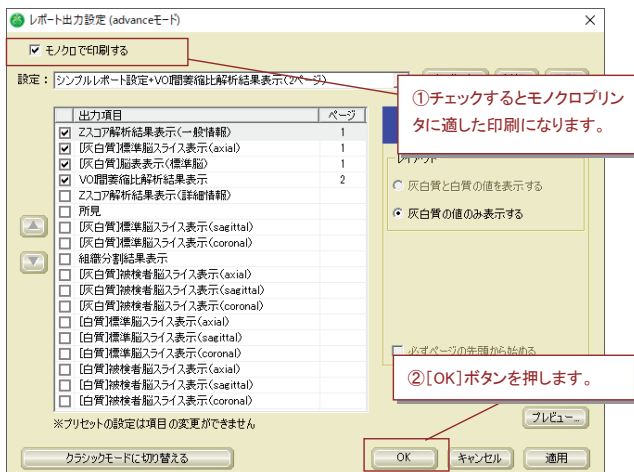 レポート出力設定 (advanceモード)
モノクロで印刷する
設定： シンプルレポート設定+VOI間萎縮比解析結果表示(2ページ)
①チェックするとモノクロプリン
タに適した印刷になります。
出力項目 ページ
Zスコア解析結果表示(一般情報) 1
[灰白質]標準脳スライス表示(axial) 1
[灰白質]脳表表示(標準脳) 1
VOI間萎縮比解析結果表示 2
Zスコア解析結果表示(詳細情報)
所見
[灰白質]標準脳スライス表示(sagittal)
[灰白質]標準脳スライス表示(coronal)
組織分割結果表示
[灰白質]被検者脳スライス表示(axial)
[灰白質]被検者脳スライス表示(sagittal)
[灰白質]被検者脳スライス表示(coronal)
[白質]標準脳スライス表示(axial)
[白質]標準脳スライス表示(sagittal)
[白質]標準脳スライス表示(coronal)
[白質]被検者脳スライス表示(axial)
[白質]被検者脳スライス表示(sagittal)
[白質]被検者脳スライス表示(coronal)
レイアウト
灰白質と白質の値を表示する
灰白質の値のみ表示する
必ずページの先頭から始める
②[OK]ボタンを押します。
※プリセットの設定は項目の変更ができません
プレビュー...
クラシックモードに切り替える
OK キャンセル 適用